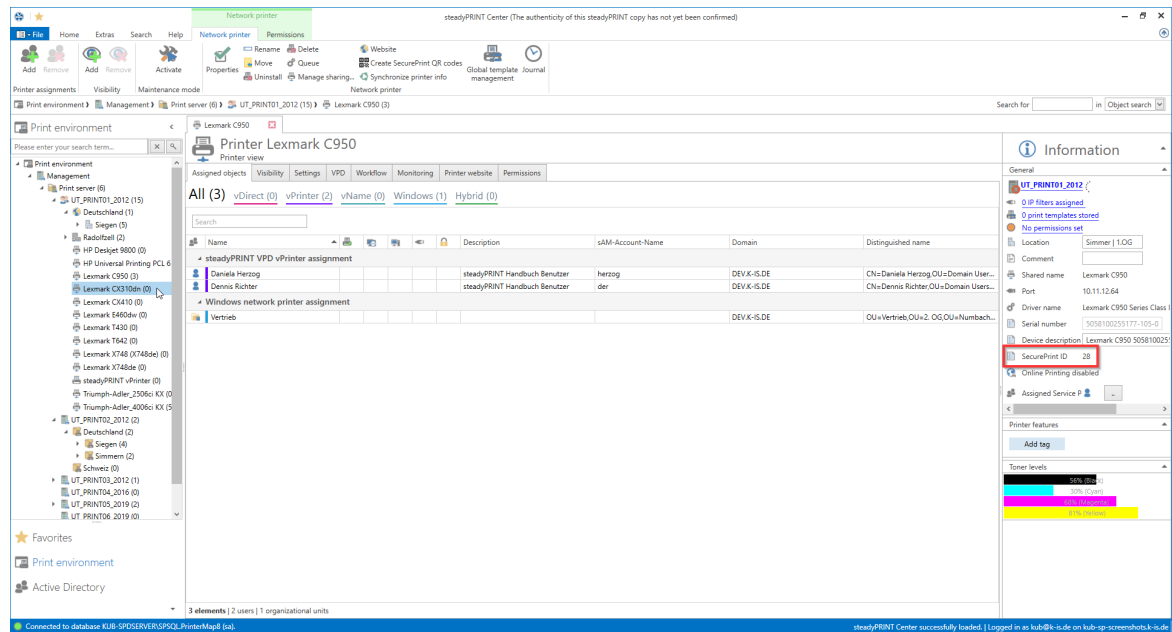 Network printer
steadyPRINT Center (The authenticity of this steadyPRINT copy has not yet been confirmed)
File Home Extras Search Help Network printer Permissions
Add Remove Add Remove Activate Properties Rename Delete Website Global template management Journal
Move Queue Create SecurePrint QR codes
Uninstall Manage sharing... Synchronize printer info
Printer assignments Visibility Maintenance mode Network printer
Print environment Management Print server (6) UT_PRINT01_2012 (15) Lexmark C950 (3) Search for in Object search
Print environment
Please enter your search term...
Print environment
Management
Print server (6)
UT_PRINT01_2012 (15)
Deutschland (1)
Siegen (5)
Radolfzell (2)
HP Deskjet 9800 (0)
HP Universal Printing PCL 6
Lexmark C950 (3)
Lexmark CX310dn (0)
Lexmark CX410 (0)
Lexmark E460dw (0)
Lexmark T430 (0)
Lexmark T642 (0)
Lexmark X748 (X748de) (0)
Lexmark X748de (0)
steadyPRINT vPrinter (0)
Triumph-Adler_2506ci KX (0
Triumph-Adler_4006ci KX (5
UT_PRINT02_2012 (2)
Deutschland (2)
Siegen (4)
Simmern (2)
Schweiz (0)
UT_PRINT03_2012 (1)
UT_PRINT04_2016 (0)
UT_PRINT05_2019 (2)
UT_PRINT06_2019 (0)
Favorites
Print environment
Active Directory
Lexmark C950
Printer Lexmark C950
Printer view
Assigned objects Visibility Settings VPD Workflow Monitoring Printer website Permissions
All (3) vDirect (0) vPrinter (2) vName (0) Windows (1) Hybrid (0)
Search
Name Description sAM-Account-Name Domain Distinguished name
steadyPRINT VPD vPrinter assignment
Daniela Herzog steadyPRINT Handbuch Benutzer herzog DEV.K-IS.DE CN=Daniela Herzog,OU=Domain User...
Dennis Richter steadyPRINT Handbuch Benutzer der DEV.K-IS.DE CN=Dennis Richter,OU=Domain Users...
Windows network printer assignment
Vertrieb DEV.K-IS.DE OU=Vertrieb,OU=2. OG,OU=Numbach...
3 elements | 2 users | 1 organizational units
Information
General
UT_PRINT01_2012 (
0 IP filters assigned
0 print templates stored
No permissions set
Location Simmer | 1.OG
Comment
Shared name Lexmark C950
Port 10.11.12.64
Driver name Lexmark C950 Series Class I
Serial number 5058100255177-105-0
Device description Lexmark C950 5058100255
SecurePrint ID 28
Online Printing disabled
Assigned Service P ...
Printer features
Add tag
Toner levels
56% (Black)
30% (Cyan)
68% (Magenta)
81% (Yellow)
Connected to database KUB-SPDSERVER\SPSQL.PrinterMap8 (sa). steadyPRINT Center successfully loaded. | Logged in as kub@k-is.de on kub-sp-screenshots.k-is.de